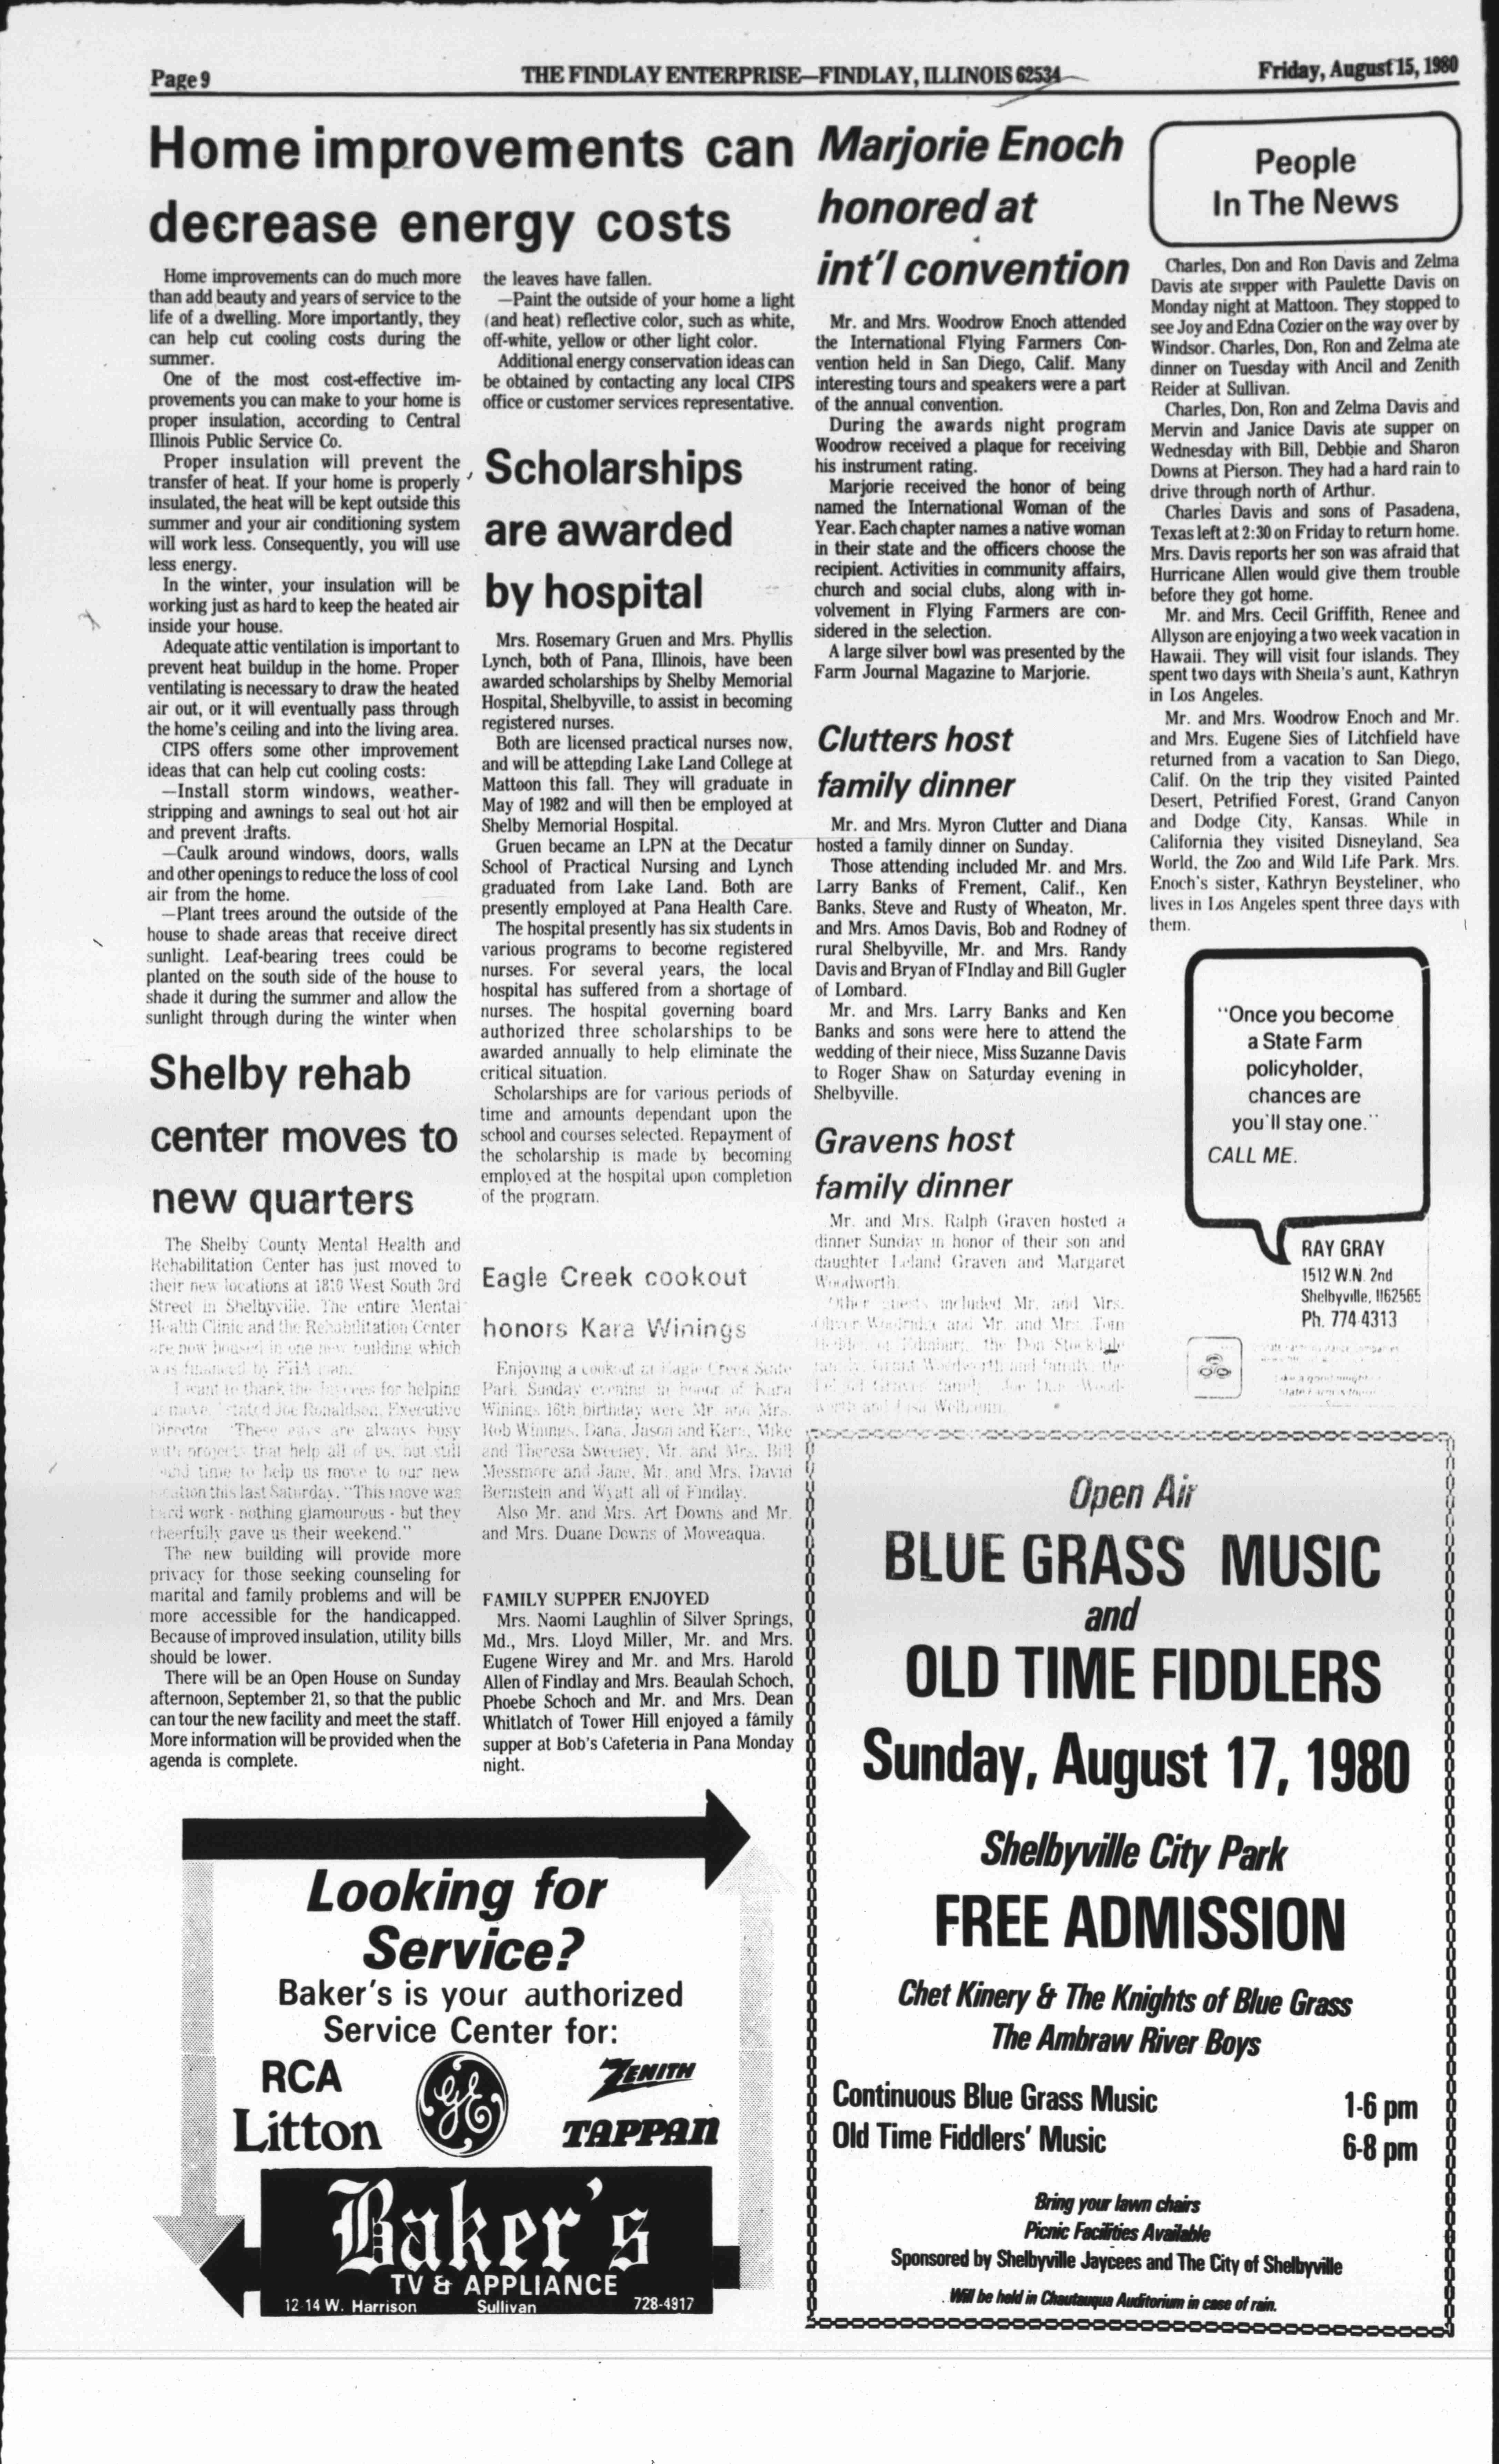 Page 9
THE FINDLAY ENTERPRISE—FINDLAY, ILLINOIS 62534
Friday, August 15, 1980
Home improvements can
decrease energy costs
Home improvements can do much more
than add beauty and years of service to the
life of a dwelling. More importantly, they
can help cut cooling costs during the
summer.
One of the most cost-effective im-
provements you can make to your home is
proper insulation, according to Central
Illinois Public Service Co.
Proper insulation will prevent the
transfer of heat. If your home is properly
insulated, the heat will be kept outside this
summer and your air conditioning system
will work less. Consequently, you will use
less energy.
In the winter, your insulation will be
working just as hard to keep the heated air
inside your house.
Adequate attic ventilation is important to
prevent heat buildup in the home. Proper
ventilating is necessary to draw the heated
air out, or it will eventually pass through
the home's ceiling and into the living area.
CIPS offers some other improvement
ideas that can help cut cooling costs:
—Install storm windows, weather-
stripping and awnings to seal out hot air
and prevent drafts.
—Caulk around windows, doors, walls
and other openings to reduce the loss of cool
air from the home.
—Plant trees around the outside of the
house to shade areas that receive direct
sunlight. Leaf-bearing trees could be
planted on the south side of the house to
shade it during the summer and allow the
sunlight through during the winter when
the leaves have fallen.
—Paint the outside of your home a light
(and heat) reflective color, such as white,
off-white, yellow or other light color.
Additional energy conservation ideas can
be obtained by contacting any local CIPS
office or customer services representative.
Shelby rehab
center moves to
new quarters
The Shelby County Mental Health and
Rehabilitation Center has just moved to
their new locations at 1810 West South 3rd
Street in Shelbyville. The entire Mental
Health Clinic and the Rehabilitation Center
are now housed in one new building which
was financed by FHA loan.
I want to thank the Jaycees for helping
us move, stated Joe Ronaldson, Executive
Director. "These guys are always busy
with projects that help all of us, but still
found time to help us move to our new
location this last Saturday. "This move was
hard work - nothing glamourous - but they
cheerfully gave us their weekend."
The new building will provide more
privacy for those seeking counseling for
marital and family problems and will be
more accessible for the handicapped.
Because of improved insulation, utility bills
should be lower.
There will be an Open House on Sunday
afternoon, September 21, so that the public
can tour the new facility and meet the staff.
More information will be provided when the
agenda is complete.
Scholarships
are awarded
by hospital
Mrs. Rosemary Gruen and Mrs. Phyllis
Lynch, both of Pana, Illinois, have been
awarded scholarships by Shelby Memorial
Hospital, Shelbyville, to assist in becoming
registered nurses.
Both are licensed practical nurses now,
and will be attending Lake Land College at
Mattoon this fall. They will graduate in
May of 1982 and will then be employed at
Shelby Memorial Hospital.
Gruen became an LPN at the Decatur
School of Practical Nursing and Lynch
graduated from Lake Land. Both are
presently employed at Pana Health Care.
The hospital presently has six students in
various programs to become registered
nurses. For several years, the local
hospital has suffered from a shortage of
nurses. The hospital governing board
authorized three scholarships to be
awarded annually to help eliminate the
critical situation.
Scholarships are for various periods of
time and amounts dependant upon the
school and courses selected. Repayment of
the scholarship is made by becoming
employed at the hospital upon completion
of the program.
Eagle Creek cookout
honors Kara Winings
Enjoying a cookout at Eagle Creek State
Park Sunday evening in honor of Kara
Winings 16th birthday were Mr. and Mrs.
Rob Winings, Dana, Jason and Kara, Mike
and Theresa Sweeney, Mr. and Mrs. Bill
Messmore and Jane, Mr. and Mrs. David
Bernstein and Wyatt all of Findlay.
Also Mr. and Mrs. Art Downs and Mr.
and Mrs. Duane Downs of Moweaqua.
FAMILY SUPPER ENJOYED
Mrs. Naomi Laughlin of Silver Springs,
Md., Mrs. Lloyd Miller, Mr. and Mrs.
Eugene Wirey and Mr. and Mrs. Harold
Allen of Findlay and Mrs. Beaulah Schoch,
Phoebe Schoch and Mr. and Mrs. Dean
Whitlatch of Tower Hill enjoyed a family
supper at Bob's Cafeteria in Pana Monday
night.
Marjorie Enoch
honored at
int'l convention
Mr. and Mrs. Woodrow Enoch attended
the International Flying Farmers Con-
vention held in San Diego, Calif. Many
interesting tours and speakers were a part
of the annual convention.
During the awards night program
Woodrow received a plaque for receiving
his instrument rating.
Marjorie received the honor of being
named the International Woman of the
Year. Each chapter names a native woman
in their state and the officers choose the
recipient. Activities in community affairs,
church and social clubs, along with in-
volvement in Flying Farmers are con-
sidered in the selection.
A large silver bowl was presented by the
Farm Journal Magazine to Marjorie.
Clutters host
family dinner
Mr. and Mrs. Myron Clutter and Diana
hosted a family dinner on Sunday.
Those attending included Mr. and Mrs.
Larry Banks of Frement, Calif., Ken
Banks, Steve and Rusty of Wheaton, Mr.
and Mrs. Amos Davis, Bob and Rodney of
rural Shelbyville, Mr. and Mrs. Randy
Davis and Bryan of FIndlay and Bill Gugler
of Lombard.
Mr. and Mrs. Larry Banks and Ken
Banks and sons were here to attend the
wedding of their niece, Miss Suzanne Davis
to Roger Shaw on Saturday evening in
Shelbyville.
Gravens host
family dinner
Mr. and Mrs. Ralph Graven hosted a
dinner Sunday in honor of their son and
daughter Leland Graven and Margaret
Woodworth.
Other guests included Mr. and Mrs.
Oliver Woolridge and Mr. and Mrs. Tom
the Don Stockdale
family, Grant Woodworth and family, the
Leland Graven family, Joe Dan Wood-
worth and Lisa
People
In The News
Charles, Don and Ron Davis and Zelma
Davis ate supper with Paulette Davis on
Monday night at Mattoon. They stopped to
see Joy and Edna Cozier on the way over by
Windsor. Charles, Don, Ron and Zelma ate
dinner on Tuesday with Ancil and Zenith
Reider at Sullivan.
Charles, Don, Ron and Zelma Davis and
Mervin and Janice Davis ate supper on
Wednesday with Bill, Debbie and Sharon
Downs at Pierson. They had a hard rain to
drive through north of Arthur.
Charles Davis and sons of Pasadena,
Texas left at 2:30 on Friday to return home.
Mrs. Davis reports her son was afraid that
Hurricane Allen would give them trouble
before they got home.
Mr. and Mrs. Cecil Griffith, Renee and
Allyson are enjoying a two week vacation in
Hawaii. They will visit four islands. They
spent two days with Sheila's aunt, Kathryn
in Los Angeles.
Mr. and Mrs. Woodrow Enoch and Mr.
and Mrs. Eugene Sies of Litchfield have
returned from a vacation to San Diego,
Calif. On the trip they visited Painted
Desert, Petrified Forest, Grand Canyon
and Dodge City, Kansas. While in
California they visited Disneyland, Sea
World, the Zoo and Wild Life Park. Mrs.
Enoch's sister, Kathryn Beysteliner, who
lives in Los Angeles spent three days with
them.
"Once you become
a State Farm
policyholder,
chances are
you'll stay one."
CALL ME.
RAY GRAY
1512 W.N. 2nd
Shelbyville, Il62565
Ph. 774-4313
Looking for
Service?
Baker's is your authorized
Service Center for:
RCA
GE
ZENITH
Litton
TAPPAN
Baker's
TV & APPLIANCE
12-14 W. Harrison Sullivan 728-4917
Open Air
BLUE GRASS MUSIC
and
OLD TIME FIDDLERS
Sunday, August 17, 1980
Shelbyville City Park
FREE ADMISSION
Chet Kinery & The Knights of Blue Grass
The Ambraw River Boys
Continuous Blue Grass Music 1-6 pm
Old Time Fiddlers' Music 6-8 pm
Bring your lawn chairs
Picnic Facilities Available
Sponsored by Shelbyville Jaycees and The City of Shelbyville
Will be held in Chautauqua Auditorium in case of rain.